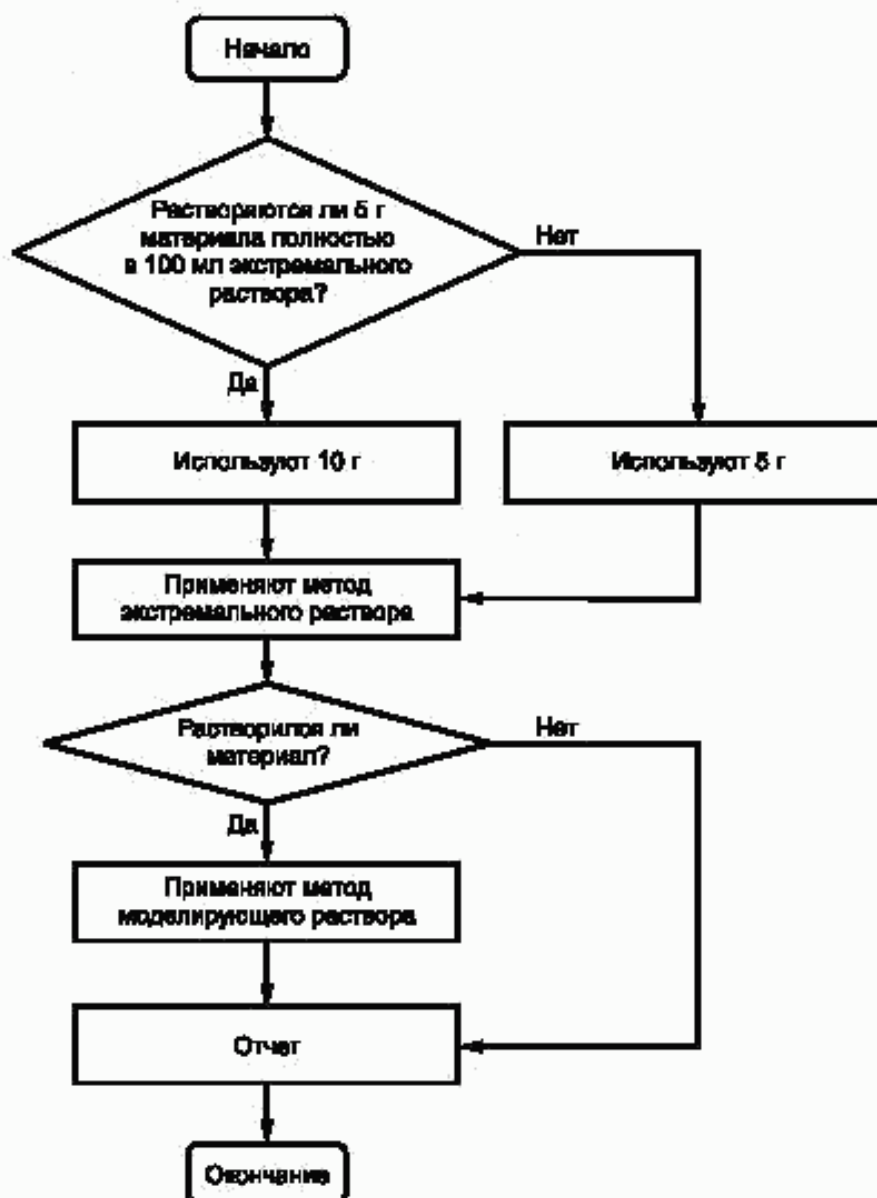 Начало
Растворяются ли 5 г
материала полностью
в 100 мл экстремального
раствора?
Нет
Да
Используют 10 г
Используют 5 г
Применяют метод
экстремального раствора
Растворился ли
материал?
Нет
Да
Применяют метод
моделирующего раствора
Отчет
Окончание